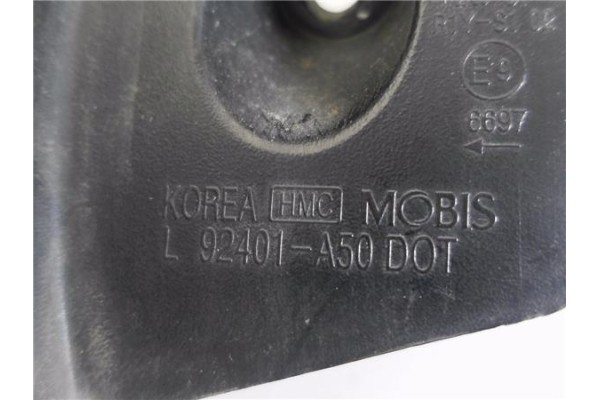 E9
6697
KOREA HMC MOBIS
L 92401-A50 DOT